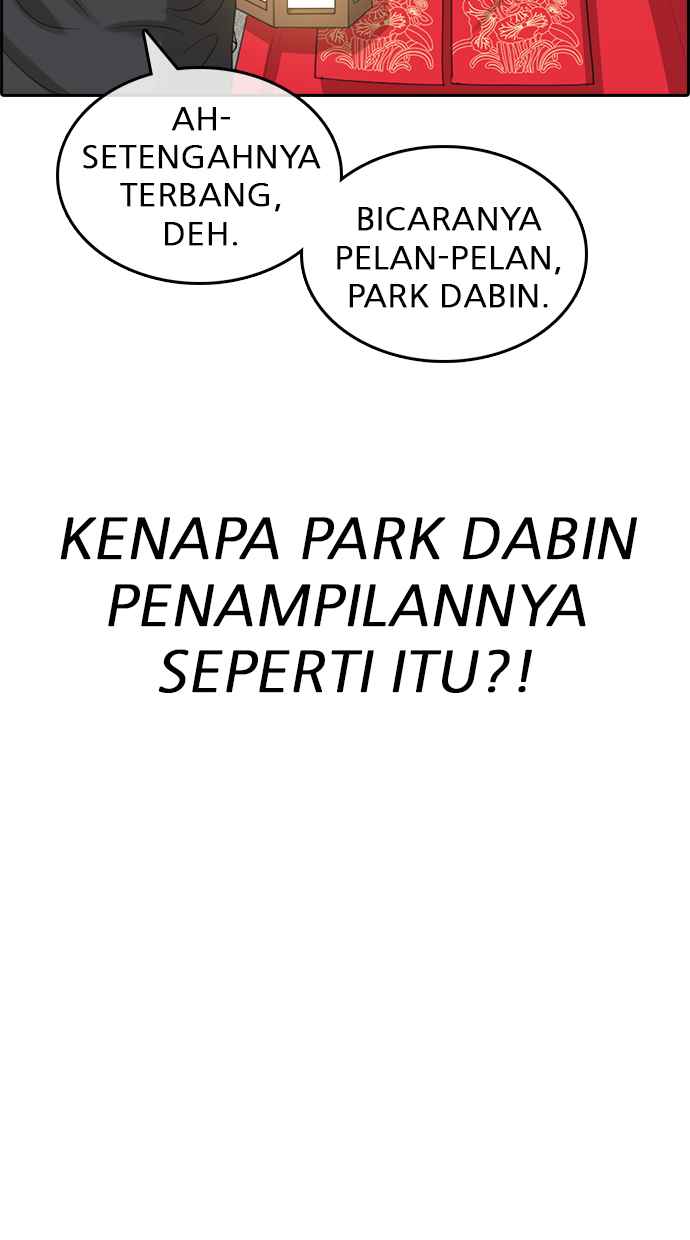 AH-
SETENGAHNYA
TERBANG,
DEH.
BICARANYA
PELAN-PELAN,
PARK DABIN.
KENAPA PARK DABIN
PENAMPILANNYA
SEPERTI ITU?!